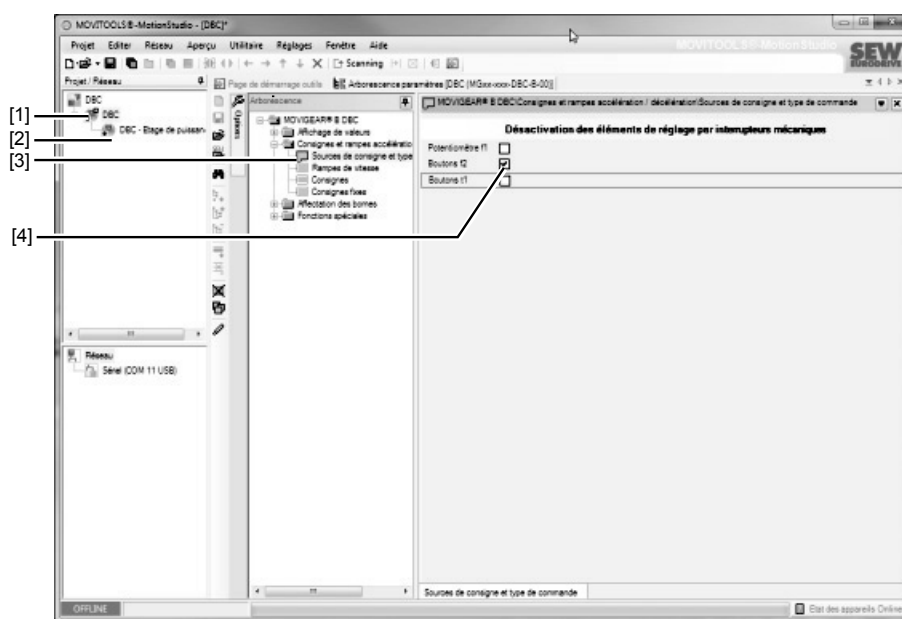 MOVITOOLS®-MotionStudio - [DBC]*
Projet Editer Réseau Aperçu Utilitaire Réglages Fenêtre Aide
MOVITOOLS®-MotionStudio
SEW
EURODRIVE
Scanning
Projet / Réseau
Page de démarrage outils
Arborescence paramètres [DBC (MGxx-xxxx-DBC-B-00)]
DBC
DBC
DBC - Etage de puissan
[1]
[2]
[3]
[4]
Options
Arborescence
MOVIGEAR® B DBC
Affichage de valeurs
Consignes et rampes accélératio
Sources de consigne et type
Rampes de vitesse
Consignes
Consignes fixes
Affectation des bornes
Fonctions spéciales
MOVIGEAR® B DBC\Consignes et rampes accélération / décélération\Sources de consigne et type de commande
Désactivation des éléments de réglage par interrupteurs mécaniques
Potentiomètre f1
Boutons f2
Boutons t1
Réseau
Sériel (COM 11 USB)
Sources de consigne et type de commande
OFFLINE
Etat des appareils Online